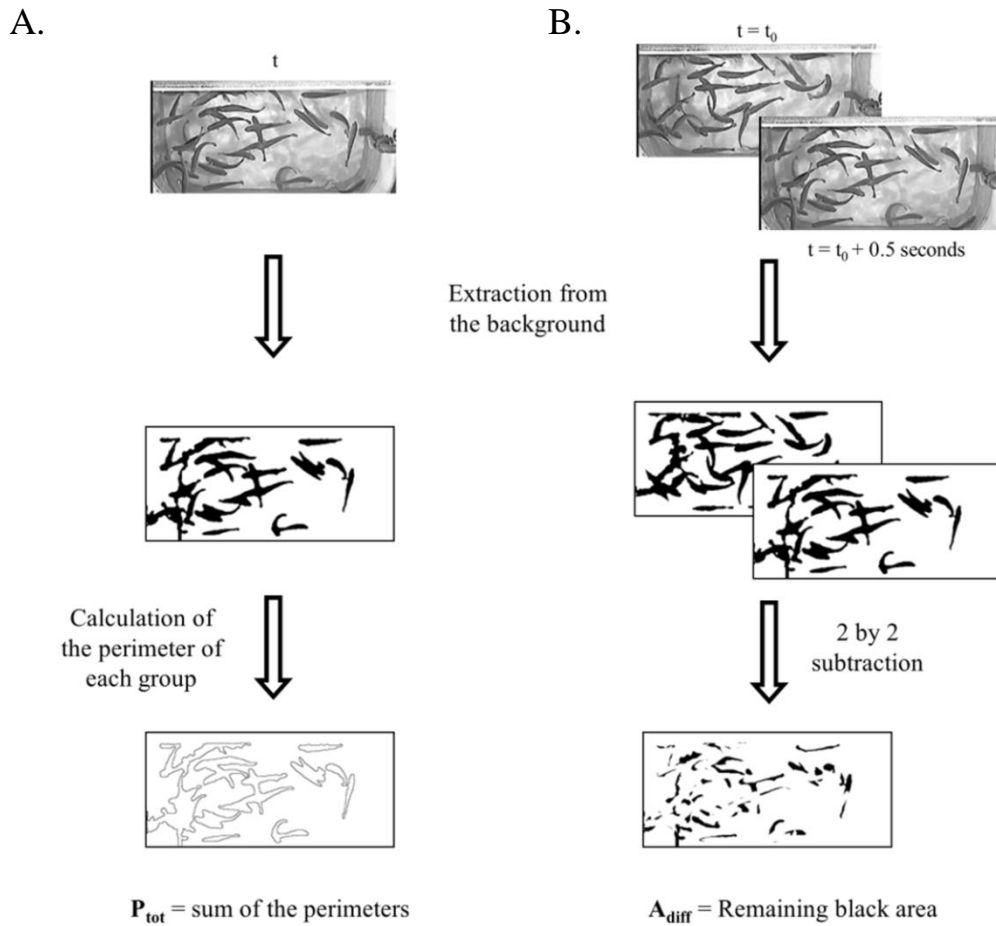 A.
B.
t
t = t0
t = t0 + 0.5 seconds
Extraction from
the background
Calculation of
the perimeter of
each group
2 by 2
subtraction
Ptot = sum of the perimeters
Adiff = Remaining black area